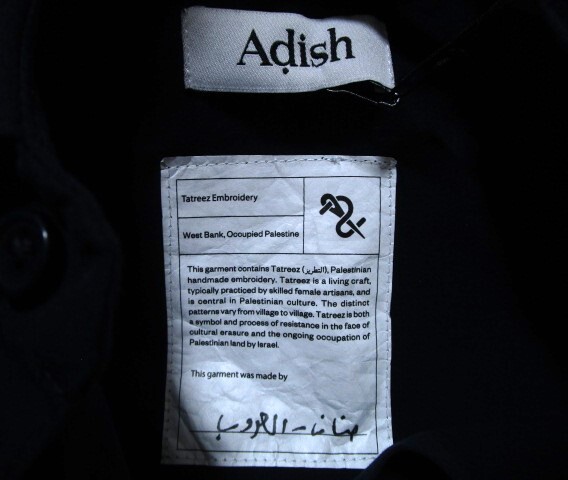 Adish
Tatreez Embroidery
West Bank, Occupied Palestine
This garment contains Tatreez (التطريز), Palestinian
handmade embroidery. Tatreez is a living craft,
typically practiced by skilled female artisans, and
is central in Palestinian culture. The distinct
patterns vary from village to village. Tatreez is both
a symbol and process of resistance in the face of
cultural erasure and the ongoing occupation of
Palestinian land by Israel.
This garment was made by